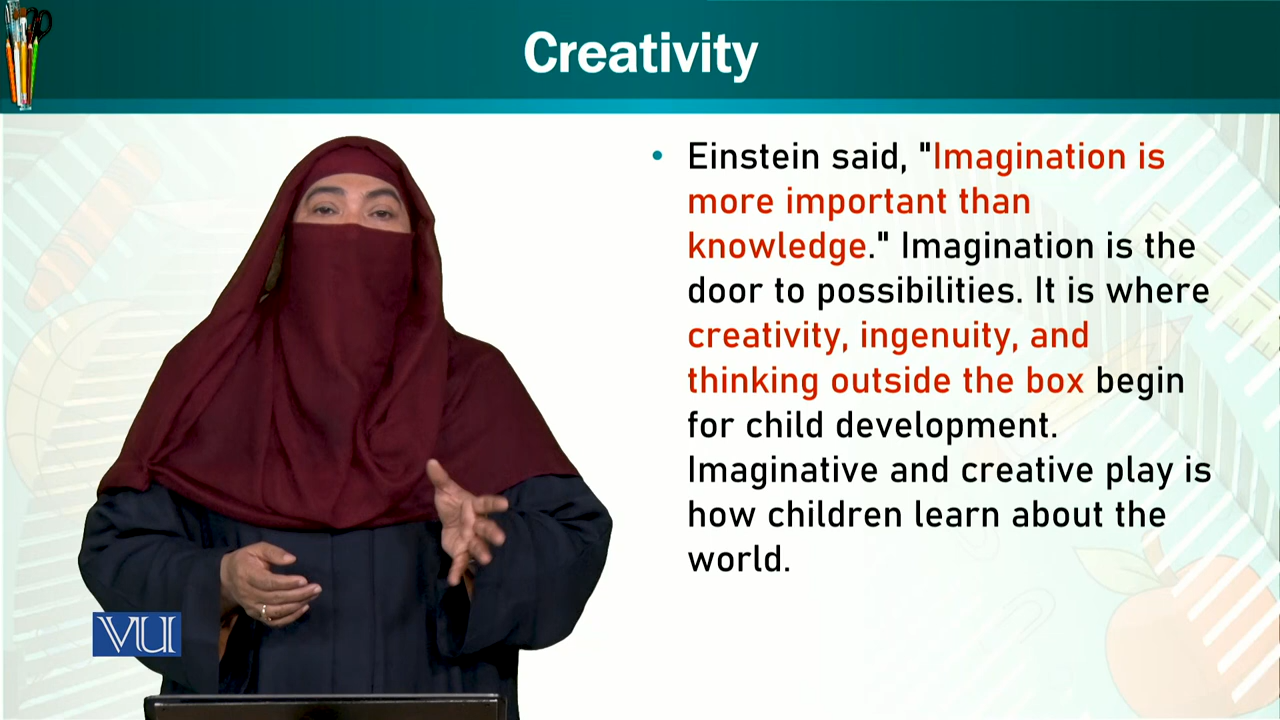 Creativity
• Einstein said, "Imagination is
more important than
knowledge." Imagination is the
door to possibilities. It is where
creativity, ingenuity, and
thinking outside the box begin
for child development.
Imaginative and creative play is
how children learn about the
world.
VU